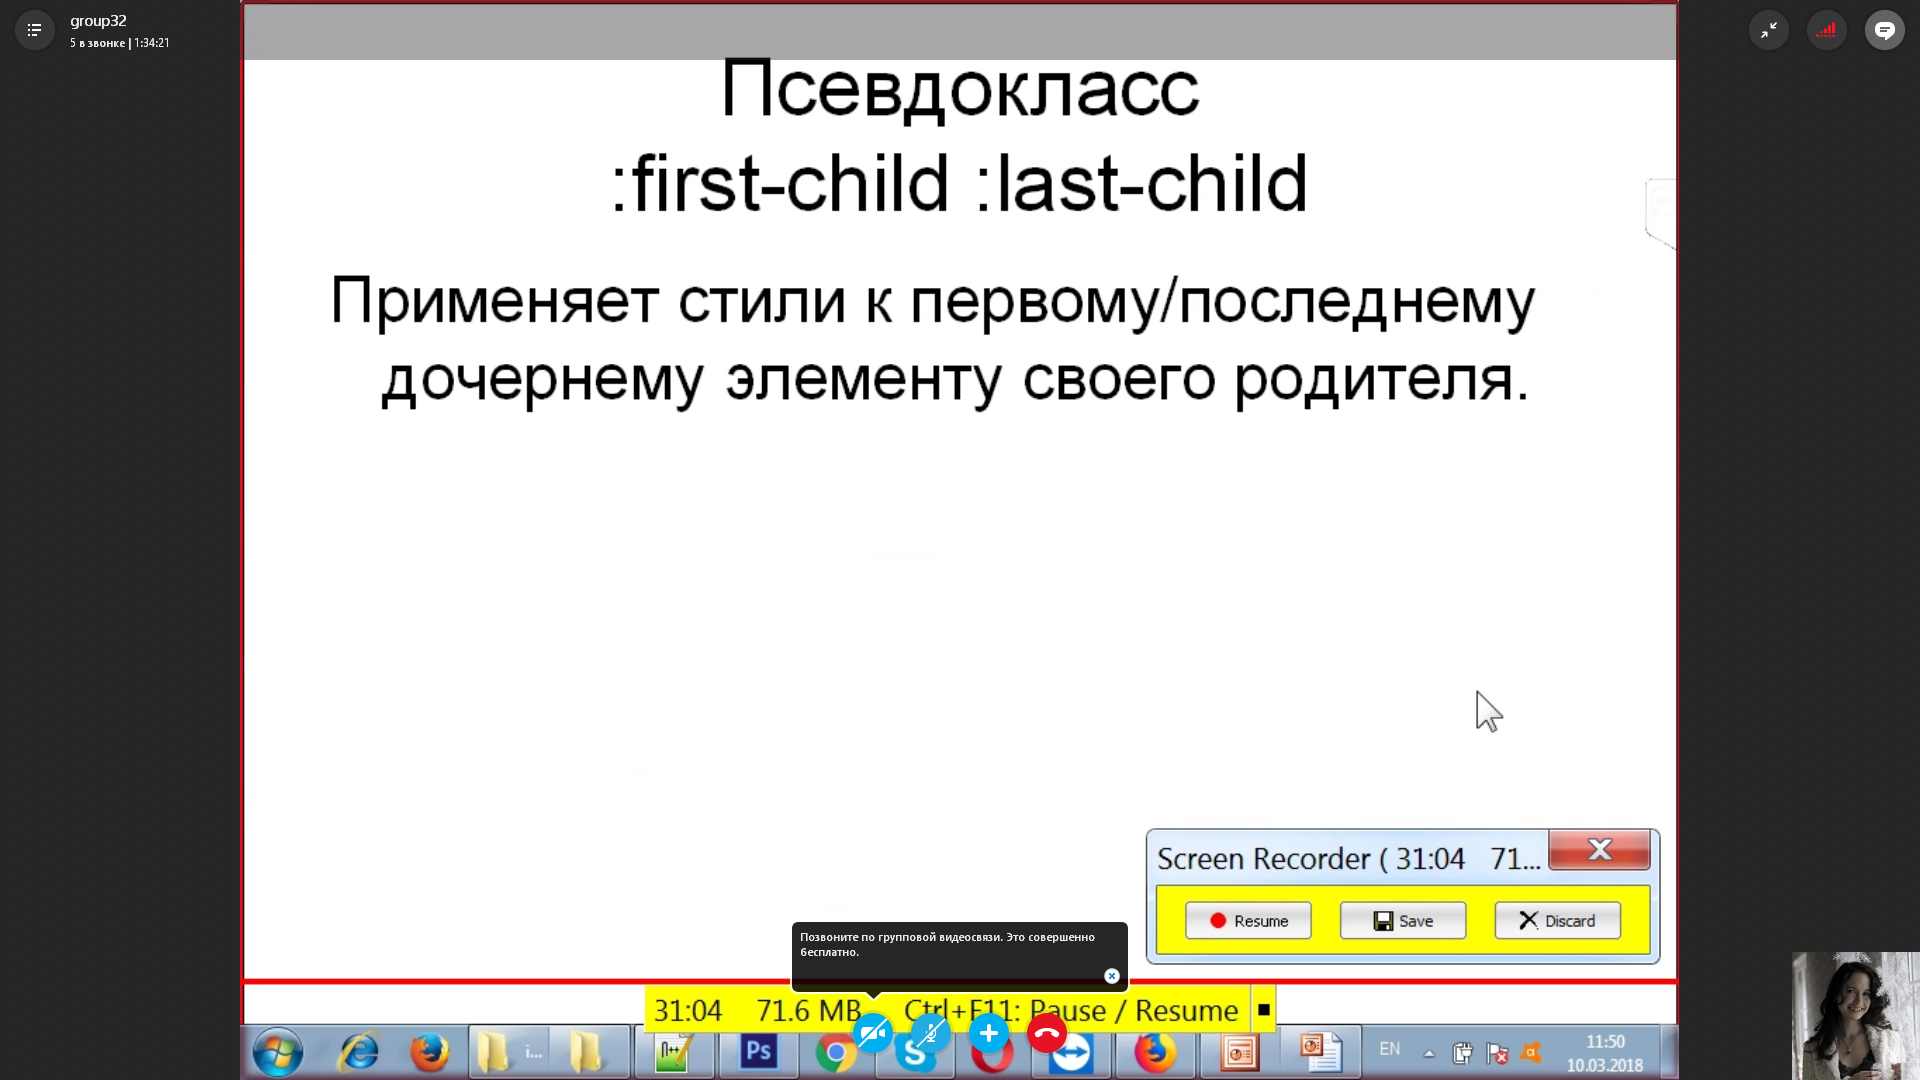 group32
5 в звонке | 1:34:21
Псевдокласс
:first-child :last-child
Применяет стили к первому/последнему
дочернему элементу своего родителя.
Screen Recorder ( 31:04 71...
Resume Save Discard
Позвоните по групповой видеосвязи. Это совершенно
бесплатно.
31:04 71.6 MB Ctrl+F11: Pause / Resume
i...
Ps
EN
11:50
10.03.2018